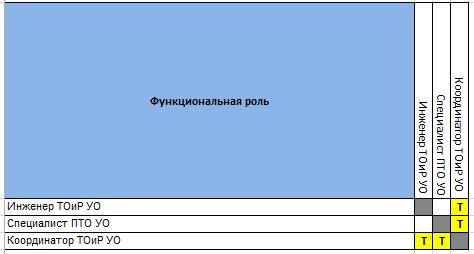 Функциональная роль
Инженер ТОиР УО
Специалист ПТО УО
Координатор ТОиР УО
Инженер ТОиР УО Т
Специалист ПТО УО Т
Координатор ТОиР УО Т Т